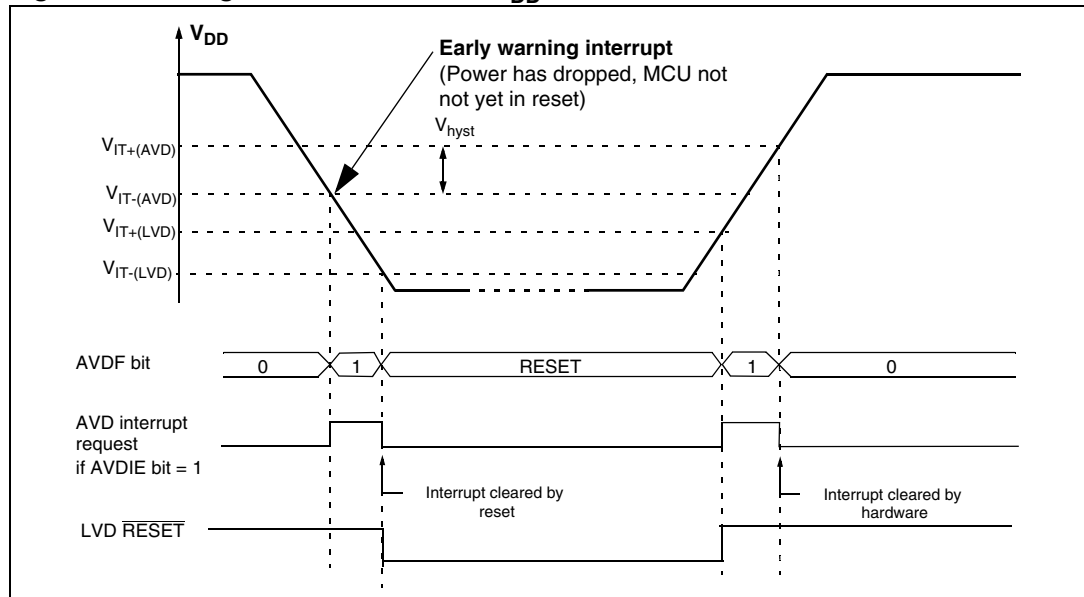 V_DD
Early warning interrupt
(Power has dropped, MCU not
not yet in reset)
V_hyst
V_IT+(AVD)
V_IT-(AVD)
V_IT+(LVD)
V_IT-(LVD)
AVDF bit
0
1
RESET
1
0
AVD interrupt
request
if AVDIE bit = 1
Interrupt cleared by
reset
Interrupt cleared by
hardware
LVD RESET